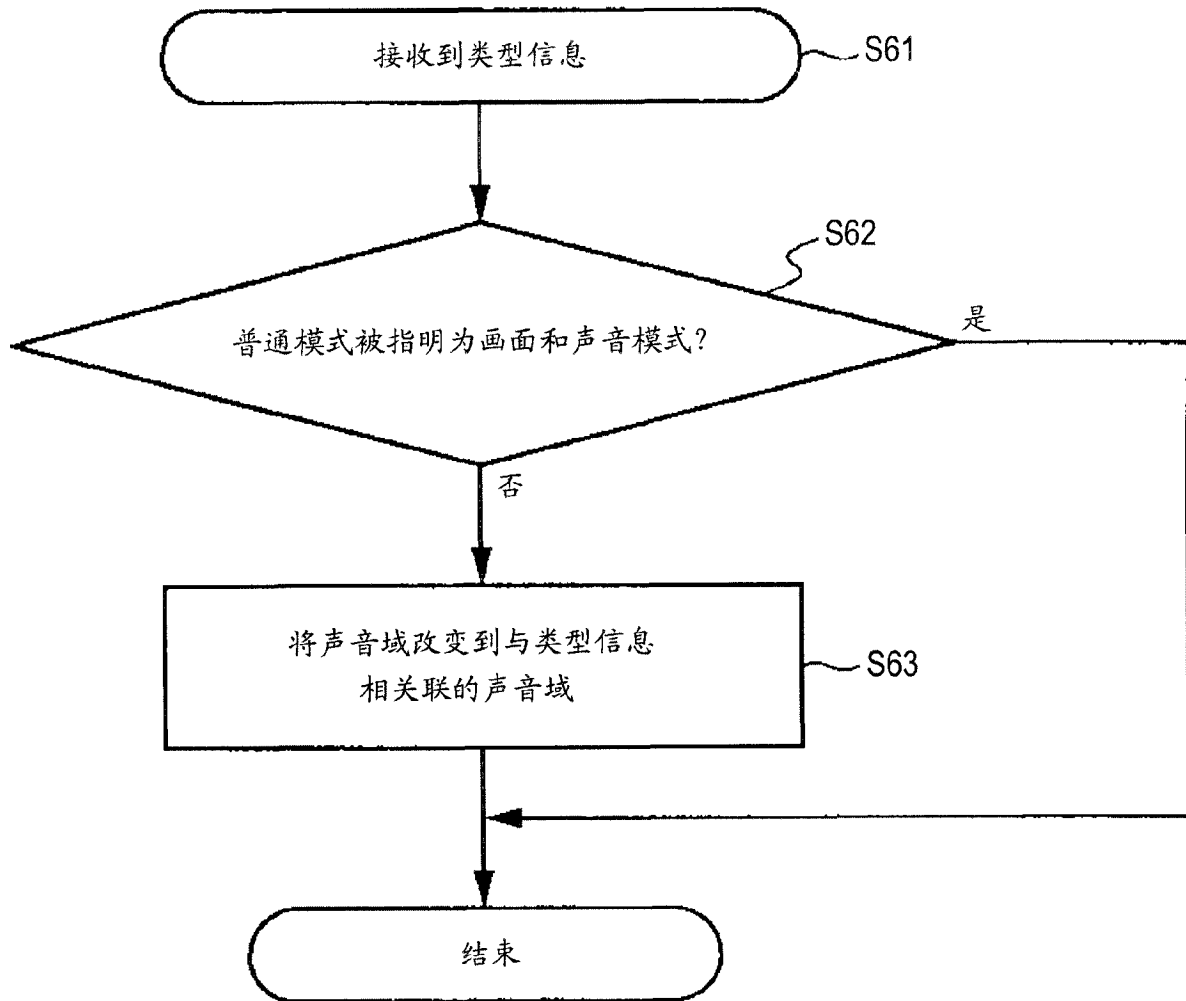 接收到类型信息
S61
S62
普通模式被指明为画面和声音模式？
是
否
将声音域改变到与类型信息
相关联的声音域
S63
结束